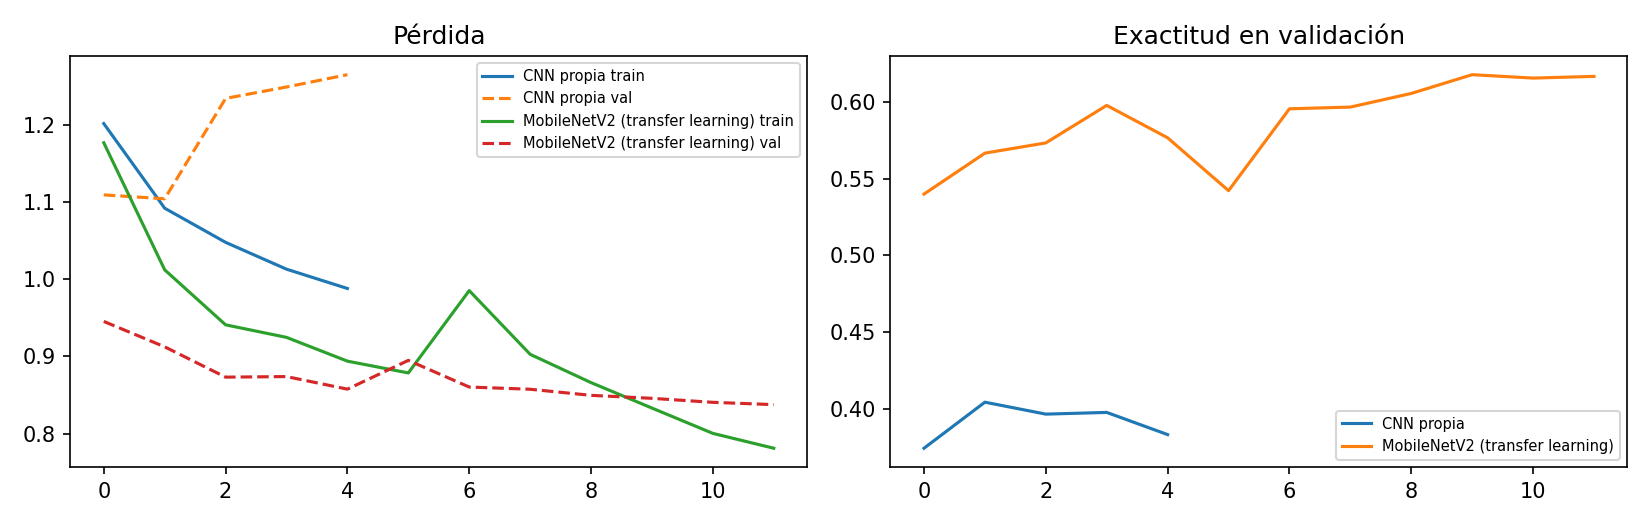 Pérdida
1.2
1.1
1.0
0.9
0.8
0 2 4 6 8 10
CNN propia train
CNN propia val
MobileNetV2 (transfer learning) train
MobileNetV2 (transfer learning) val
Exactitud en validación
0.60
0.55
0.50
0.45
0.40
0 2 4 6 8 10
CNN propia
MobileNetV2 (transfer learning)